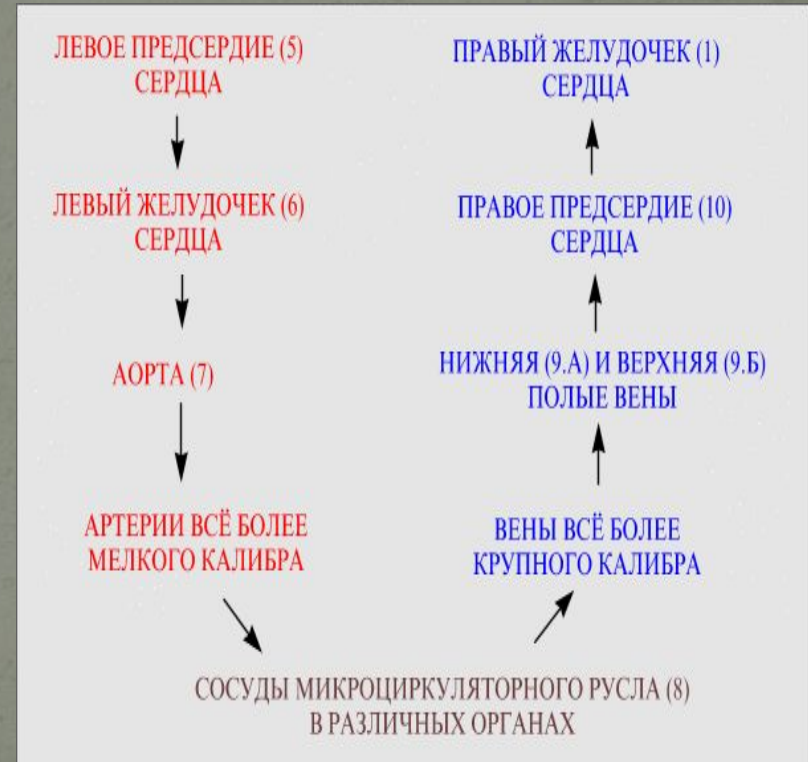 ЛЕВОЕ ПРЕДСЕРДИЕ (5)
СЕРДЦА
ЛЕВЫЙ ЖЕЛУДОЧЕК (6)
СЕРДЦА
АОРТА (7)
АРТЕРИИ ВСЁ БОЛЕЕ
МЕЛКОГО КАЛИБРА
СОСУДЫ МИКРОЦИРКУЛЯТОРНОГО РУСЛА (8)
В РАЗЛИЧНЫХ ОРГАНАХ
ВЕНЫ ВСЁ БОЛЕЕ
КРУПНОГО КАЛИБРА
НИЖНЯЯ (9.А) И ВЕРХНЯЯ (9.Б)
ПОЛЫЕ ВЕНЫ
ПРАВОЕ ПРЕДСЕРДИЕ (10)
СЕРДЦА
ПРАВЫЙ ЖЕЛУДОЧЕК (1)
СЕРДЦА